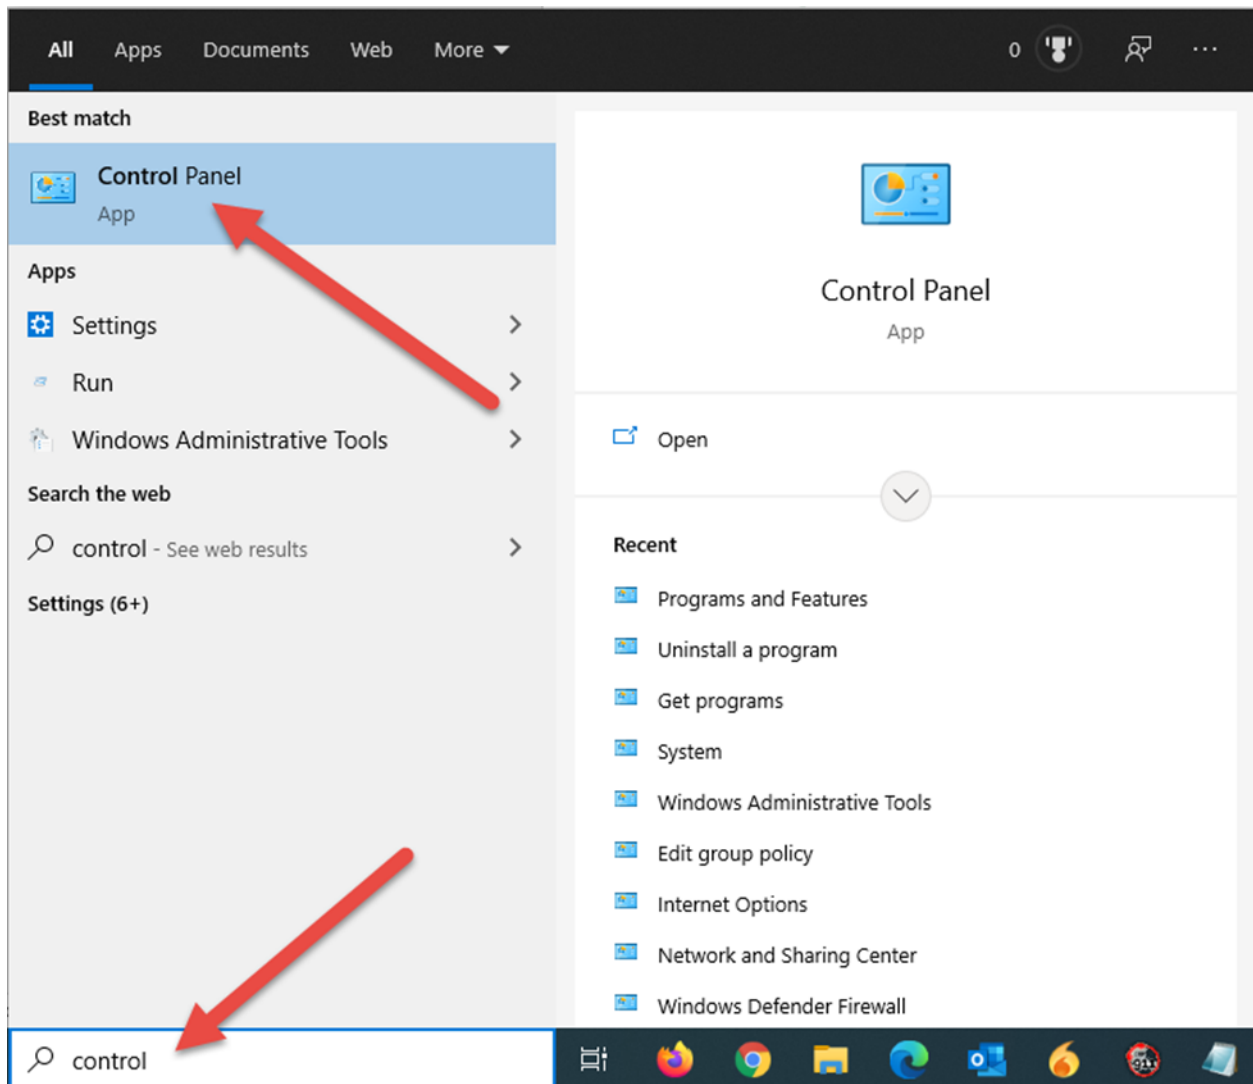 All Apps Documents Web More 0
Best match
Control Panel
App
Apps
Settings
Run
Windows Administrative Tools
Search the web
control - See web results
Settings (6+)
Control Panel
App
Open
Recent
Programs and Features
Uninstall a program
Get programs
System
Windows Administrative Tools
Edit group policy
Internet Options
Network and Sharing Center
Windows Defender Firewall
control